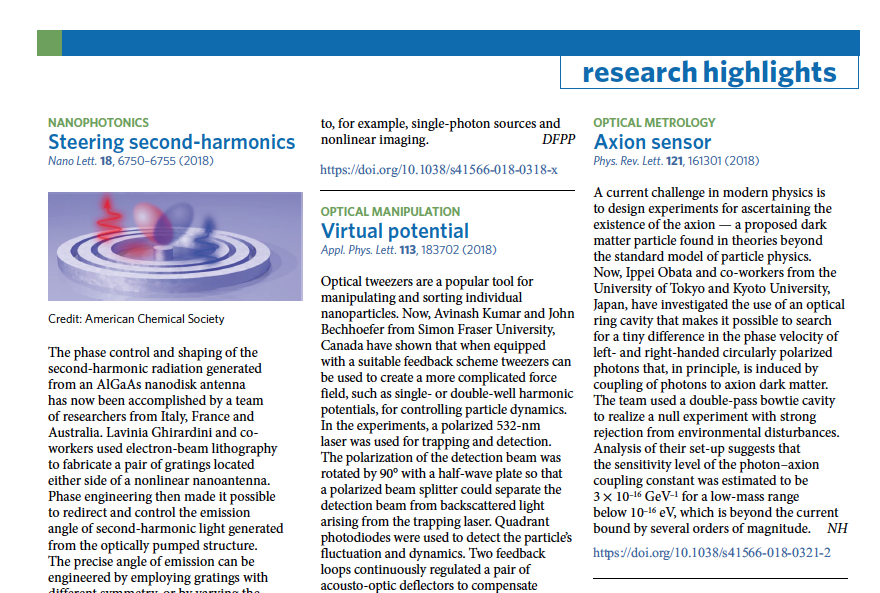 research highlights
NANOPHOTONICS
Steering second-harmonics
Nano Lett. 18, 6750–6755 (2018)
Credit: American Chemical Society
The phase control and shaping of the
second-harmonic radiation generated
from an AlGaAs nanodisk antenna
has now been accomplished by a team
of researchers from Italy, France and
Australia. Lavinia Ghirardini and co-
workers used electron-beam lithography
to fabricate a pair of gratings located
either side of a nonlinear nanoantenna.
Phase engineering then made it possible
to redirect and control the emission
angle of second-harmonic light generated
from the optically pumped structure.
The precise angle of emission can be
engineered by employing gratings with
different symmetry, or by varying the
to, for example, single-photon sources and
nonlinear imaging. DFPP
https://doi.org/10.1038/s41566-018-0318-x
OPTICAL MANIPULATION
Virtual potential
Appl. Phys. Lett. 113, 183702 (2018)
Optical tweezers are a popular tool for
manipulating and sorting individual
nanoparticles. Now, Avinash Kumar and John
Bechhoefer from Simon Fraser University,
Canada have shown that when equipped
with a suitable feedback scheme tweezers can
be used to create a more complicated force
field, such as single- or double-well harmonic
potentials, for controlling particle dynamics.
In the experiments, a polarized 532-nm
laser was used for trapping and detection.
The polarization of the detection beam was
rotated by 90° with a half-wave plate so that
a polarized beam splitter could separate the
detection beam from backscattered light
arising from the trapping laser. Quadrant
photodiodes were used to detect the particle's
fluctuation and dynamics. Two feedback
loops continuously regulated a pair of
acousto-optic deflectors to compensate
OPTICAL METROLOGY
Axion sensor
Phys. Rev. Lett. 121, 161301 (2018)
A current challenge in modern physics is
to design experiments for ascertaining the
existence of the axion — a proposed dark
matter particle found in theories beyond
the standard model of particle physics.
Now, Ippei Obata and co-workers from the
University of Tokyo and Kyoto University,
Japan, have investigated the use of an optical
ring cavity that makes it possible to search
for a tiny difference in the phase velocity of
left- and right-handed circularly polarized
photons that, in principle, is induced by
coupling of photons to axion dark matter.
The team used a double-pass bowtie cavity
to realize a null experiment with strong
rejection from environmental disturbances.
Analysis of their set-up suggests that
the sensitivity level of the photon–axion
coupling constant was estimated to be
3 × 10⁻¹⁶ GeV⁻¹ for a low-mass range
below 10⁻¹⁶ eV, which is beyond the current
bound by several orders of magnitude. NH
https://doi.org/10.1038/s41566-018-0321-2